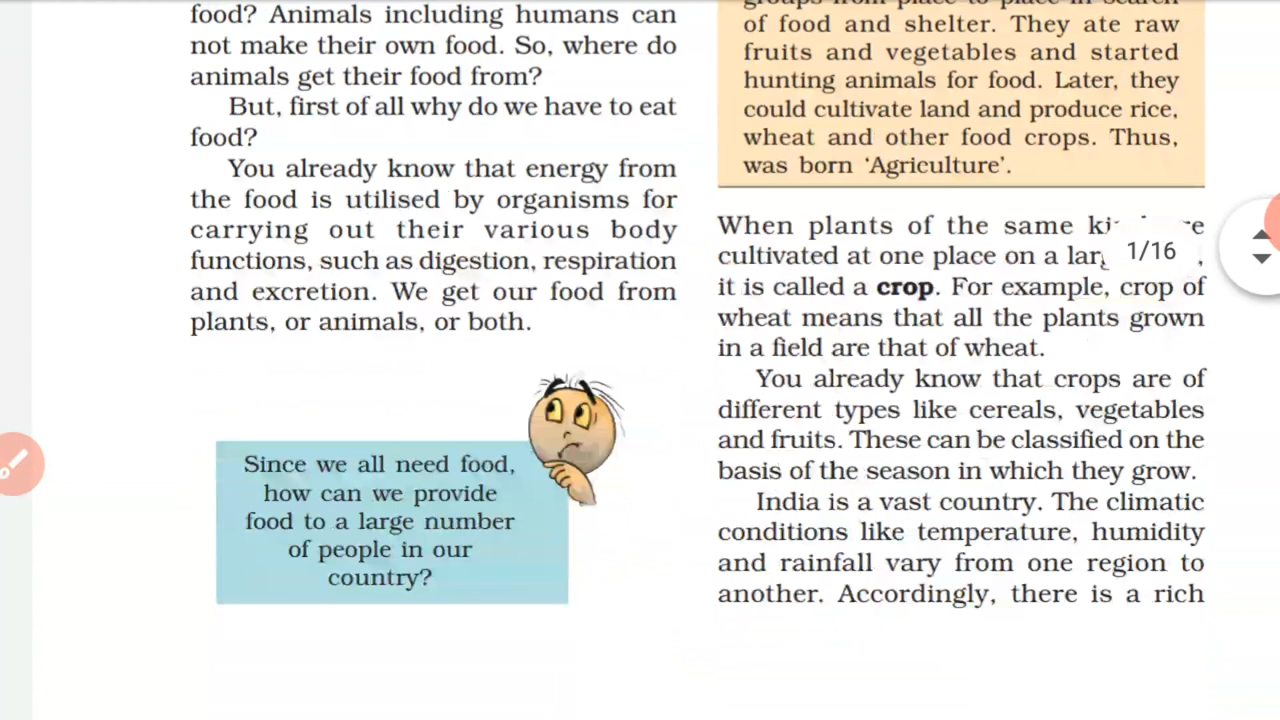 food? Animals including humans can
not make their own food. So, where do
animals get their food from?
But, first of all why do we have to eat
food?
You already know that energy from
the food is utilised by organisms for
carrying out their various body
functions, such as digestion, respiration
and excretion. We get our food from
plants, or animals, or both.
Since we all need food,
how can we provide
food to a large number
of people in our
country?
groups from place to place in search
of food and shelter. They ate raw
fruits and vegetables and started
hunting animals for food. Later, they
could cultivate land and produce rice,
wheat and other food crops. Thus,
was born ‘Agriculture’.
When plants of the same
cultivated at one place on a
it is called a crop. For example, crop of
wheat means that all the plants grown
in a field are that of wheat.
You already know that crops are of
different types like cereals, vegetables
and fruits. These can be classified on the
basis of the season in which they grow.
India is a vast country. The climatic
conditions like temperature, humidity
and rainfall vary from one region to
another. Accordingly, there is a rich
1/16